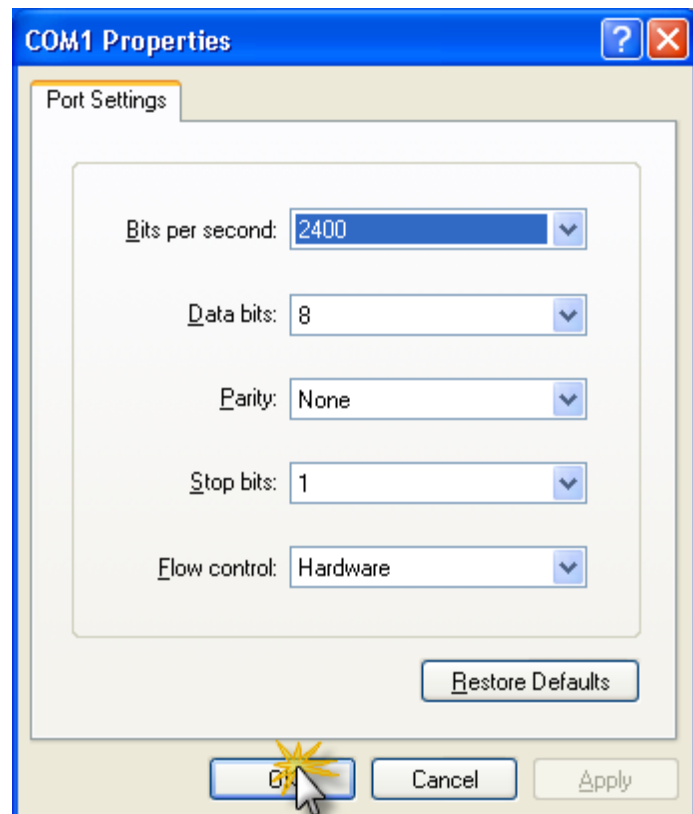 COM1 Properties
Port Settings
Bits per second: 2400
Data bits: 8
Parity: None
Stop bits: 1
Flow control: Hardware
Restore Defaults
Cancel Apply